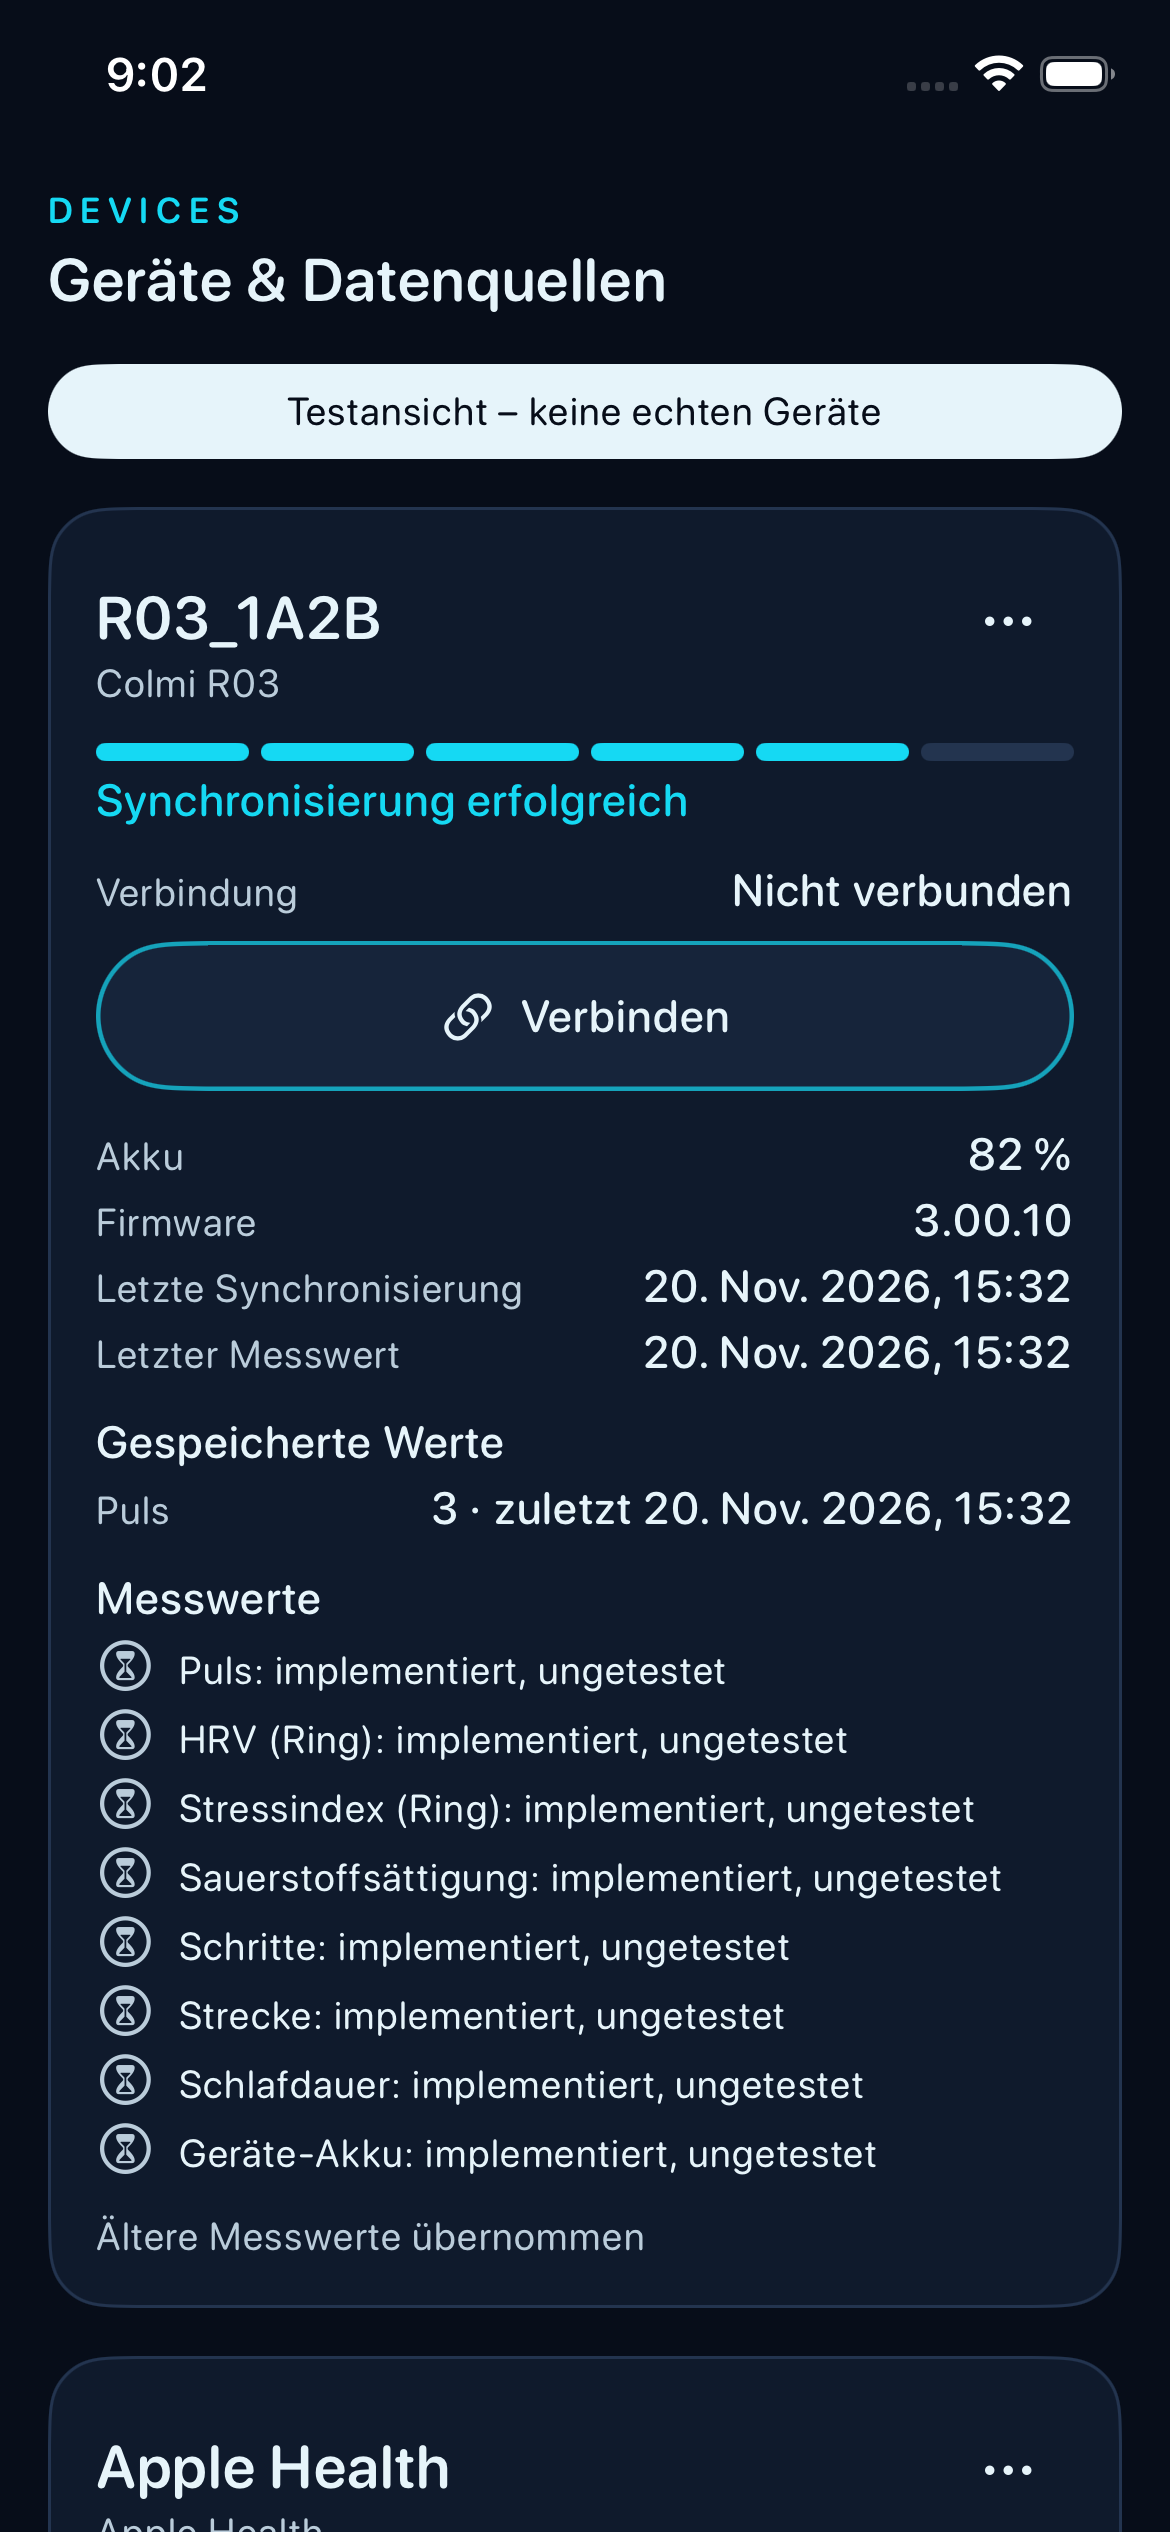 9:02
DEVICES
Geräte & Datenquellen
Testansicht – keine echten Geräte
R03_1A2B
Colmi R03
Synchronisierung erfolgreich
Verbindung Nicht verbunden
Verbinden
Akku 82 %
Firmware 3.00.10
Letzte Synchronisierung 20. Nov. 2026, 15:32
Letzter Messwert 20. Nov. 2026, 15:32
Gespeicherte Werte
Puls 3 · zuletzt 20. Nov. 2026, 15:32
Messwerte
Puls: implementiert, ungetestet
HRV (Ring): implementiert, ungetestet
Stressindex (Ring): implementiert, ungetestet
Sauerstoffsättigung: implementiert, ungetestet
Schritte: implementiert, ungetestet
Strecke: implementiert, ungetestet
Schlafdauer: implementiert, ungetestet
Geräte-Akku: implementiert, ungetestet
Ältere Messwerte übernommen
Apple Health
Apple Health